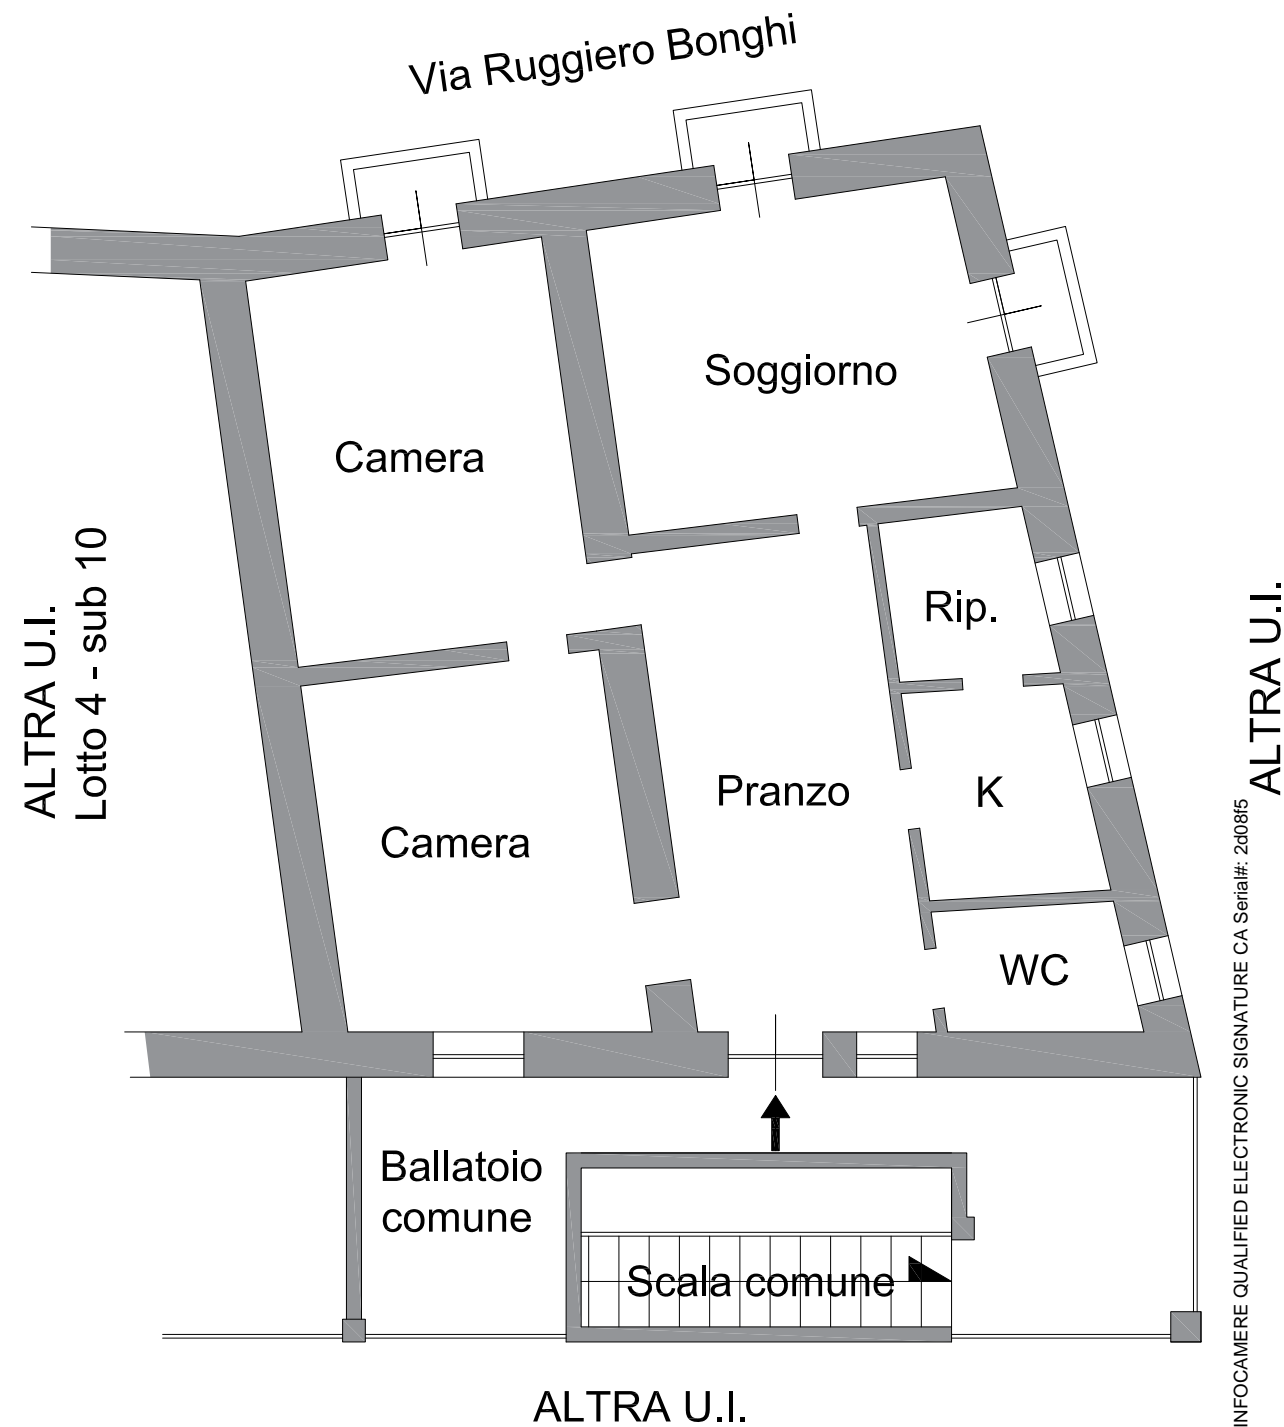 Via Ruggiero Bonghi
Soggiorno
Camera
ALTRA U.I.
Lotto 4 - sub 10
Rip.
ALTRA U.I.
Pranzo
K
Camera
WC
INFOCAMERE QUALIFIED ELECTRONIC SIGNATURE CA Serial#: 2d08f5
Ballatoio
comune
Scala comune
ALTRA U.I.